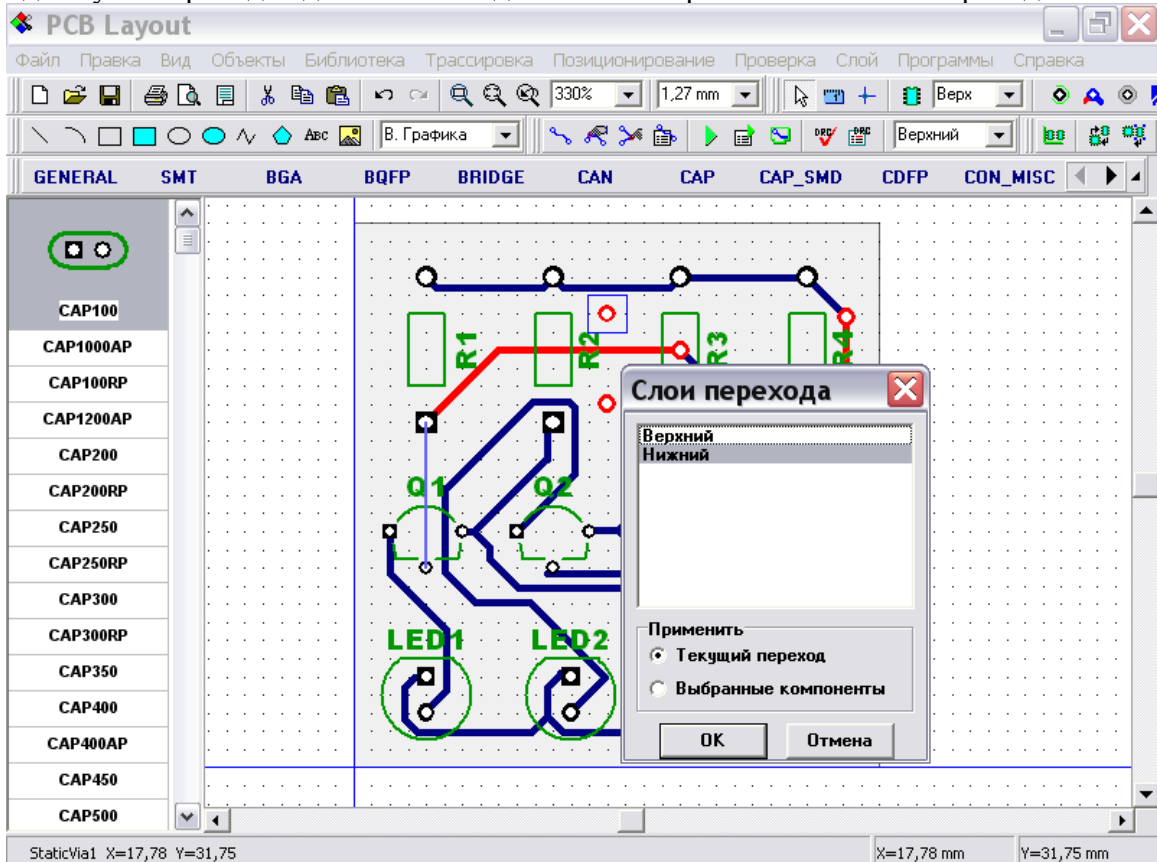 PCB Layout
Файл Правка Вид Объекты Библиотека Трассировка Позиционирование Проверка Слой Программы Справка
330% 1,27 mm Верх
ABC В. Графика DRC DRC Верхний
GENERAL SMT BGA BQFP BRIDGE CAN CAP CAP_SMD CDFP CON_MISC
CAP100
CAP1000AP
CAP100RP
CAP1200AP
CAP200
CAP200RP
CAP250
CAP250RP
CAP300
CAP300RP
CAP350
CAP400
CAP400AP
CAP450
CAP500
R1 R2 R3 R4
Q1 Q2
LED1 LED2
Слои перехода
Верхний
Нижний
Применить
Текущий переход
Выбранные компоненты
OK Отмена
StaticVia1 X=17,78 Y=31,75 X=17,78 mm Y=31,75 mm